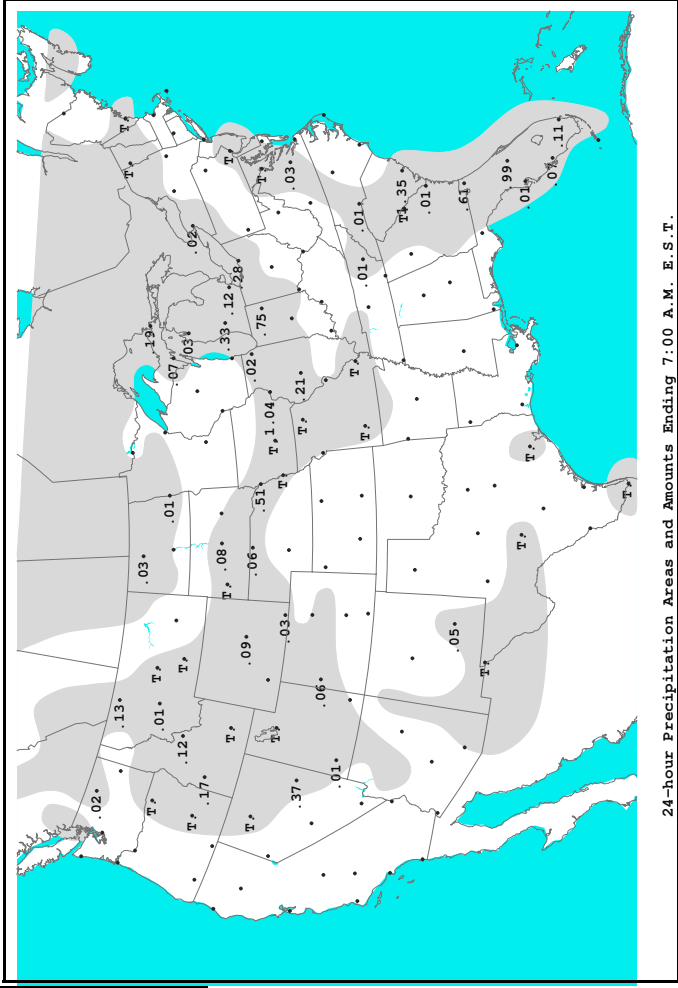 .02
.13
T
T
.03
.19
T
T
.01
.01
.07
.12
T
.03
T
.02
.17
.08
.33
.12
T
T
T
.28
.09
T
.06
.02
.51
.75
T
1.04
T
T
T
.03
.03
.37
.21
T
.06
.01
T
.01
.01
T
T
.01
.05
.61
T
.99
T
.01
T
.07
.11
T
24-hour Precipitation Areas and Amounts Ending 7:00 A.M. E.S.T.